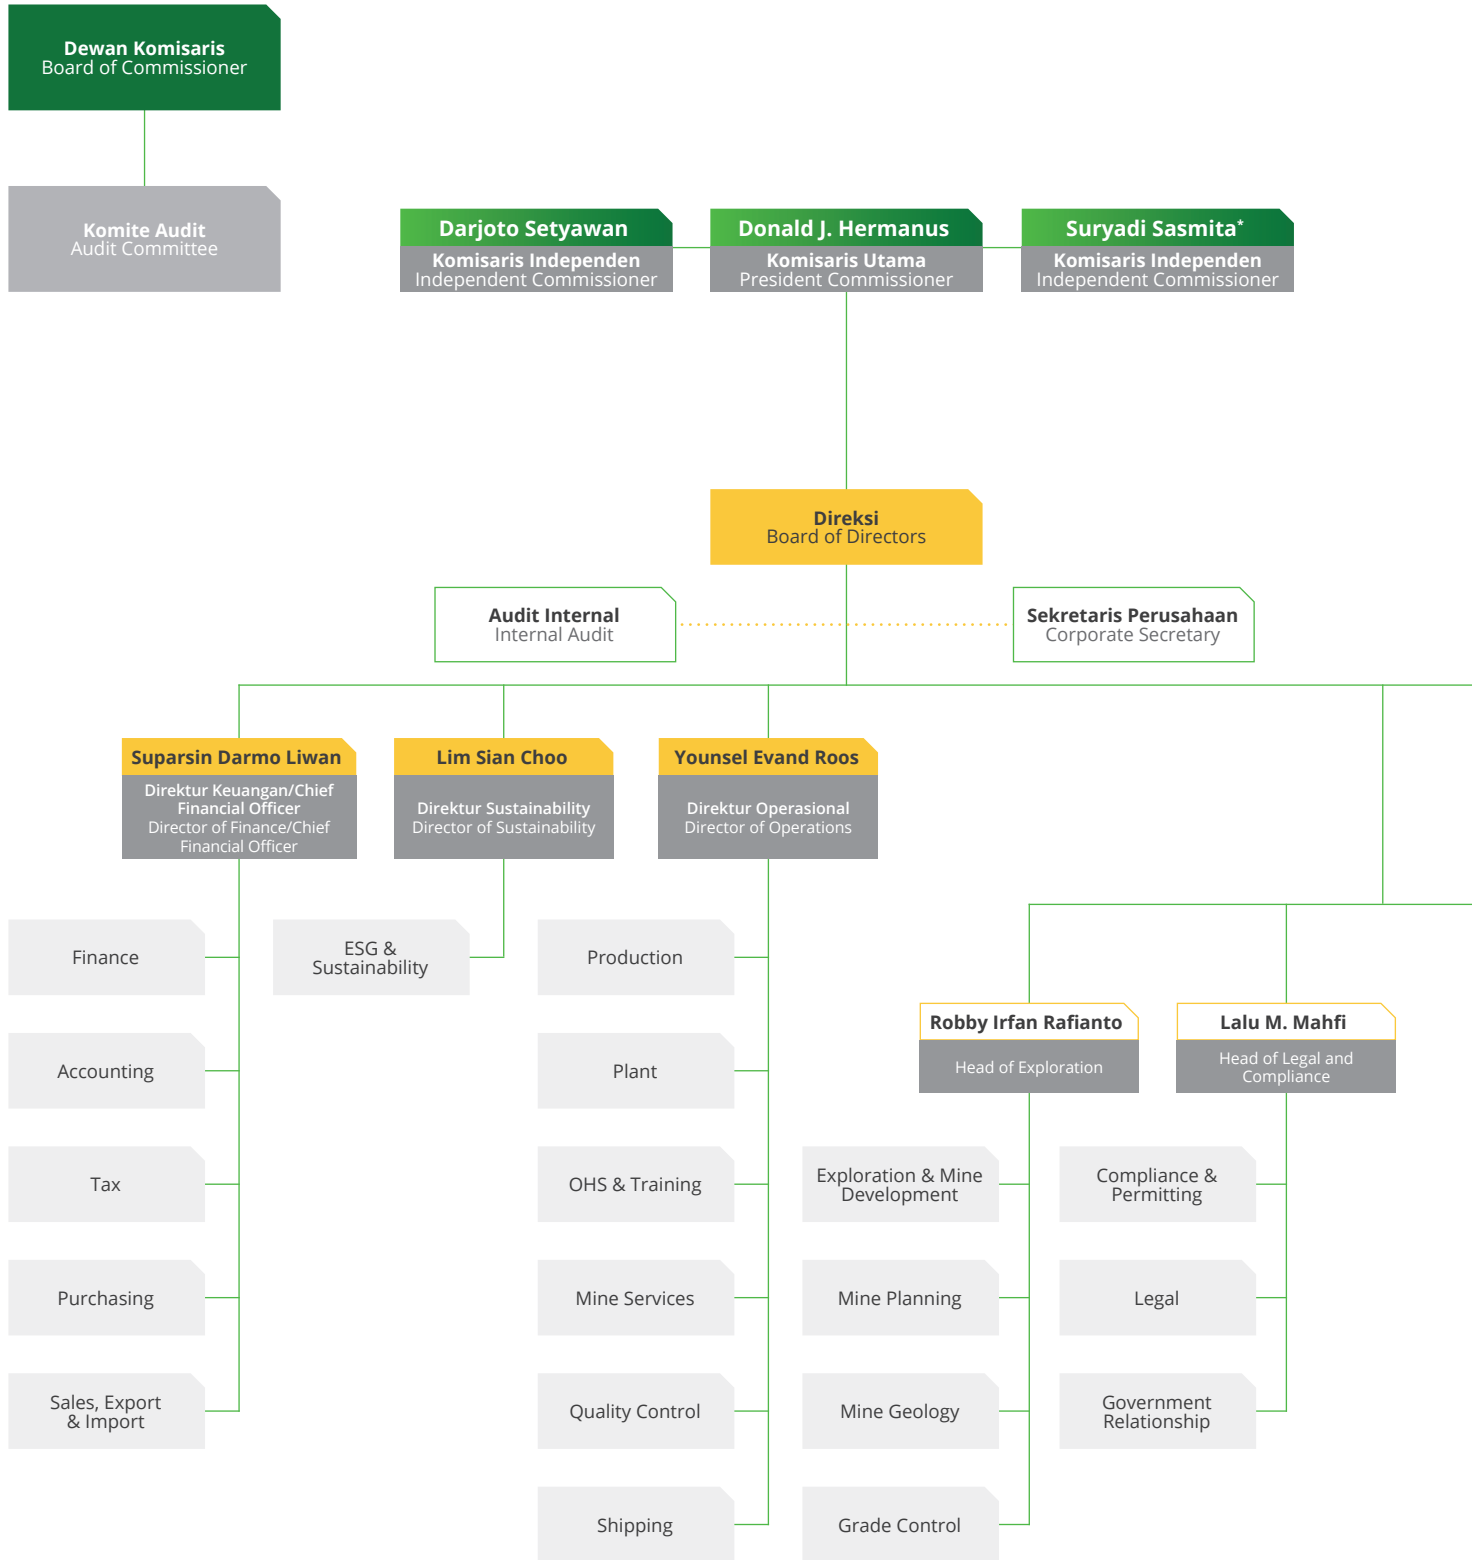 Dewan Komisaris
Board of Commissioner
Komite Audit
Audit Committee
Darjoto Setyawan
Komisaris Independen
Independent Commissioner
Donald J. Hermanus
Komisaris Utama
President Commissioner
Suryadi Sasmita*
Komisaris Independen
Independent Commissioner
Direksi
Board of Directors
Audit Internal
Internal Audit
Sekretaris Perusahaan
Corporate Secretary
Suparsin Darmo Liwan
Direktur Keuangan/Chief
Financial Officer
Director of Finance/Chief
Financial Officer
Lim Sian Choo
Direktur Sustainability
Director of Sustainability
Younsel Evand Roos
Direktur Operasional
Director of Operations
Finance
Accounting
Tax
Purchasing
Sales, Export
& Import
ESG &
Sustainability
Production
Plant
OHS & Training
Mine Services
Quality Control
Shipping
Robby Irfan Rafianto
Head of Exploration
Exploration & Mine
Development
Mine Planning
Mine Geology
Grade Control
Lalu M. Mahfi
Head of Legal and
Compliance
Compliance &
Permitting
Legal
Government
Relationship